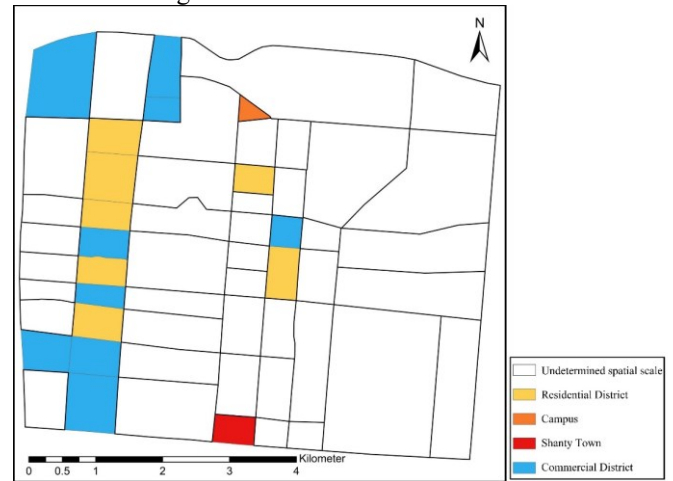 N
Kilometer
0 0.5 1 2 3 4
Undetermined spatial scale
Residential District
Campus
Shanty Town
Commercial District